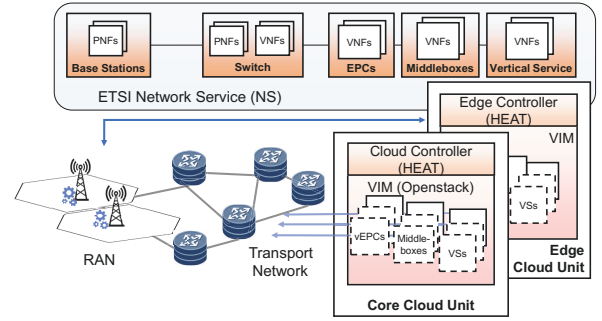 PNFs
PNFs
VNFs
VNFs
VNFs
VNFs
Base Stations
Switch
EPCs
Middleboxes
Vertical Service
ETSI Network Service (NS)
Edge Controller
(HEAT)
VIM
VSs
Edge
Cloud Unit
Cloud Controller
(HEAT)
VIM (Openstack)
vEPCs
Middle-
boxes
VSs
Core Cloud Unit
RAN
Transport
Network